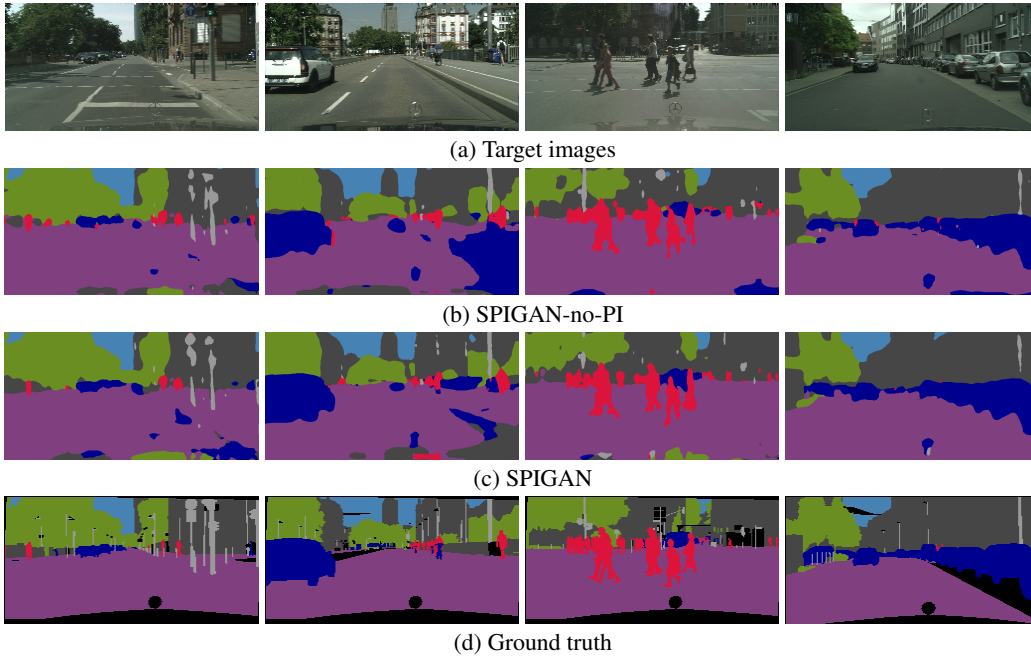 (a) Target images
(b) SPIGAN-no-PI
(c) SPIGAN
(d) Ground truth